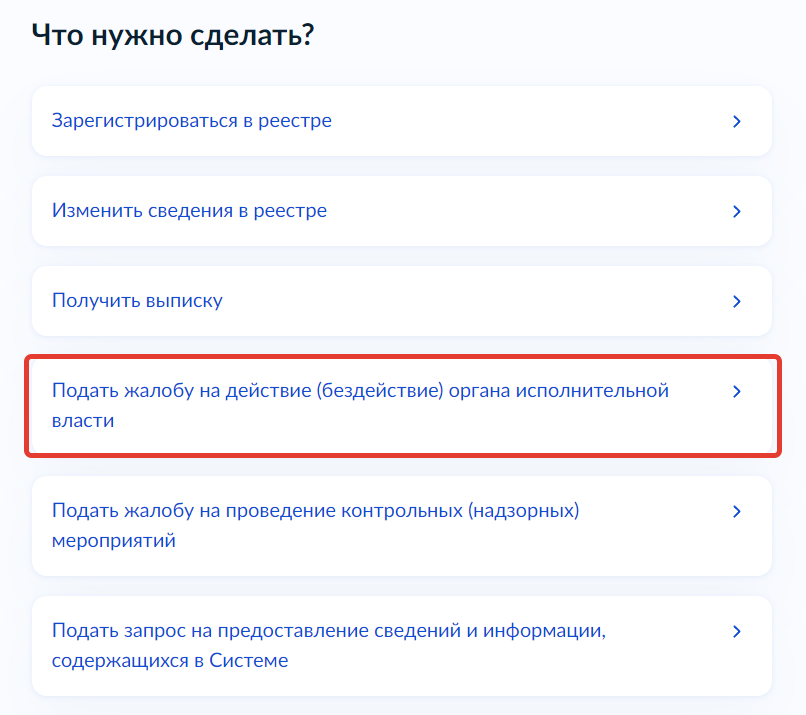 Что нужно сделать?
Зарегистрироваться в реестре
Изменить сведения в реестре
Получить выписку
Подать жалобу на действие (бездействие) органа исполнительной
власти
Подать жалобу на проведение контрольных (надзорных)
мероприятий
Подать запрос на предоставление сведений и информации,
содержащихся в Системе